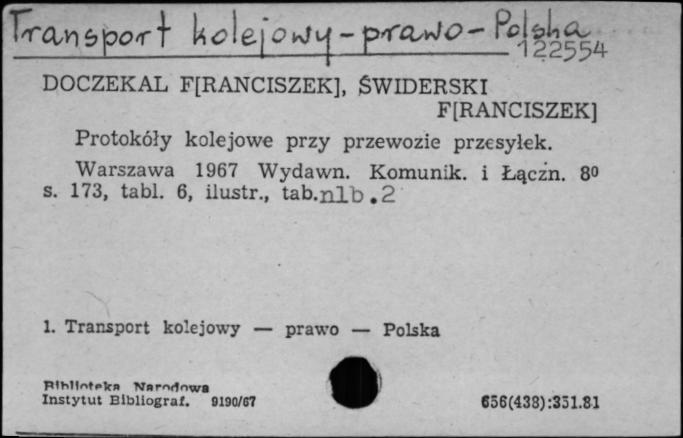 Transport kolejowy - prawo - Polska
122554
DOCZEKAL F[RANCISZEK], ŚWIDERSKI
F[RANCISZEK]
Protokóły kolejowe przy przewozie przesyłek.
Warszawa 1967 Wydawn. Komunik. i Łączn. 8º
s. 173, tabl. 6, ilustr., tab.nlb.2
1. Transport kolejowy — prawo — Polska
Biblioteka Narodowa
Instytut Bibliograf. 9190/67
656(438):351.81